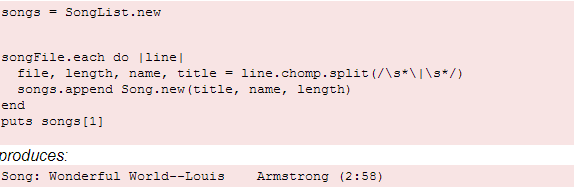 songs = SongList.new
songFile.each do |line|
  file, length, name, title = line.chomp.split(/\s*\|\s*/)
  songs.append Song.new(title, name, length)
end
puts songs[1]
produces:
Song: Wonderful World--Louis    Armstrong (2:58)